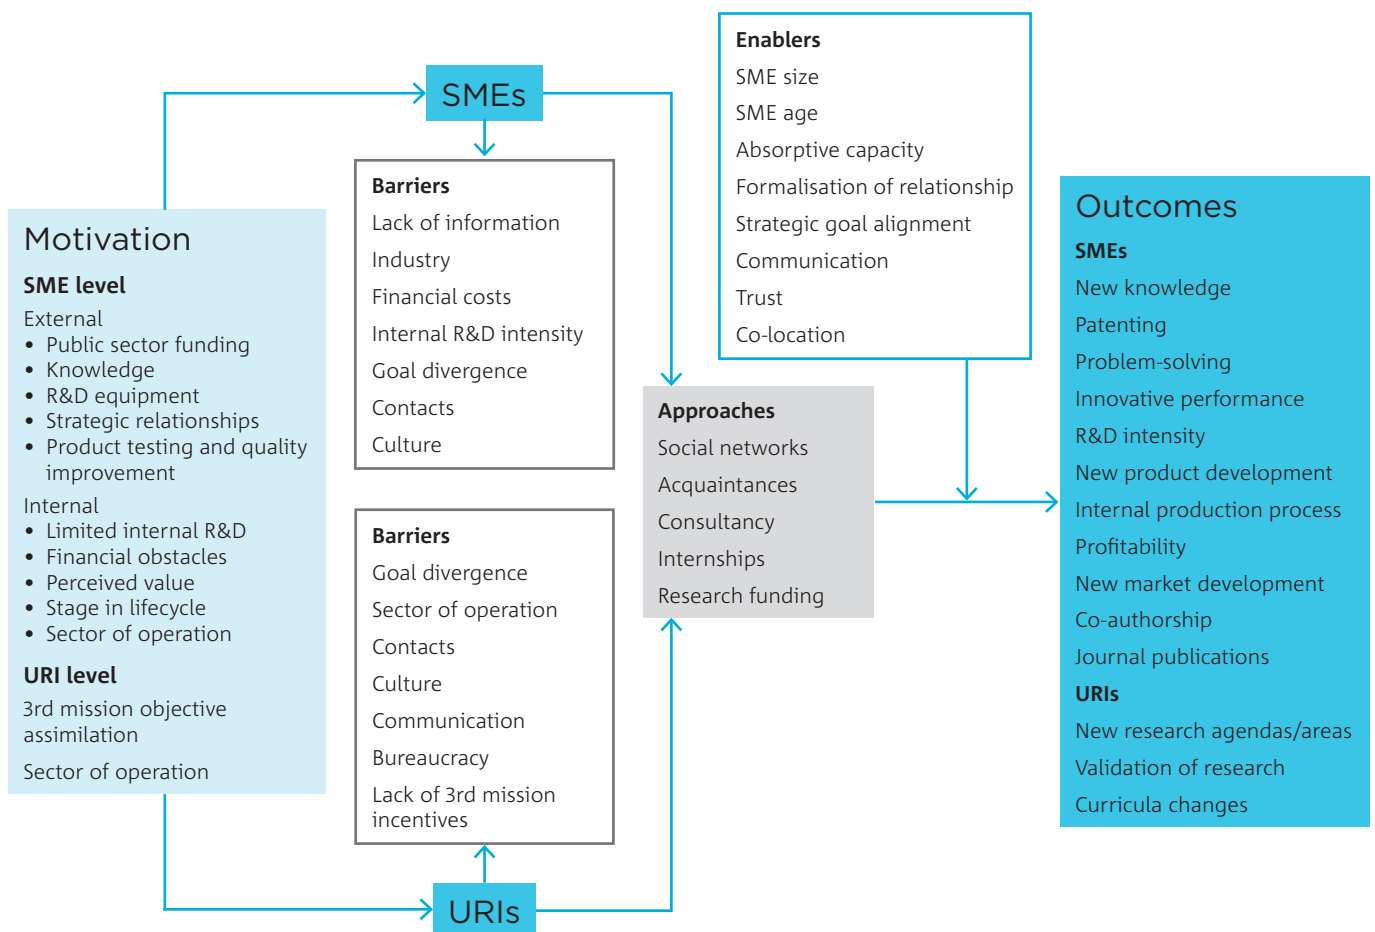 Motivation
SME level
External
• Public sector funding
• Knowledge
• R&D equipment
• Strategic relationships
• Product testing and quality
improvement
Internal
• Limited internal R&D
• Financial obstacles
• Perceived value
• Stage in lifecycle
• Sector of operation
URI level
3rd mission objective
assimilation
Sector of operation
SMEs
Barriers
Lack of information
Industry
Financial costs
Internal R&D intensity
Goal divergence
Contacts
Culture
Barriers
Goal divergence
Sector of operation
Contacts
Culture
Communication
Bureaucracy
Lack of 3rd mission
incentives
URIs
Approaches
Social networks
Acquaintances
Consultancy
Internships
Research funding
Enablers
SME size
SME age
Absorptive capacity
Formalisation of relationship
Strategic goal alignment
Communication
Trust
Co-location
Outcomes
SMEs
New knowledge
Patenting
Problem-solving
Innovative performance
R&D intensity
New product development
Internal production process
Profitability
New market development
Co-authorship
Journal publications
URIs
New research agendas/areas
Validation of research
Curricula changes